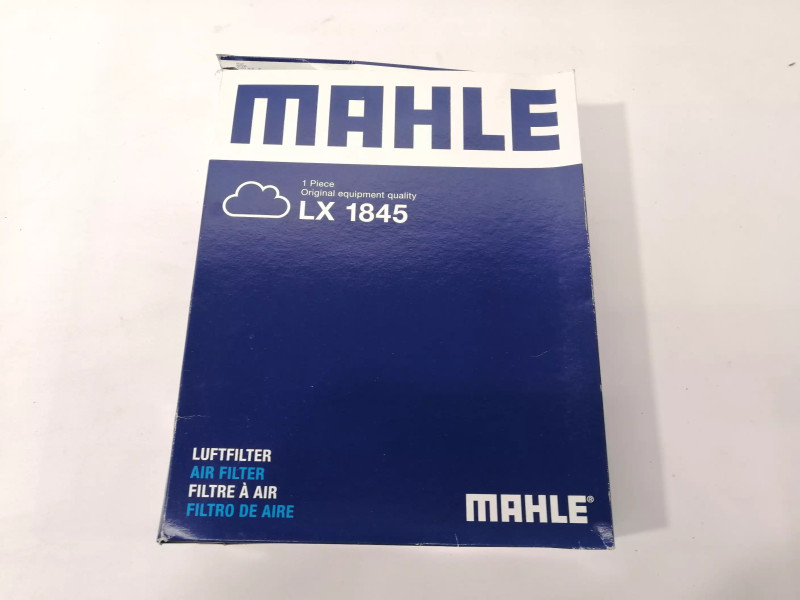 MAHLE
1 Piece
Original equipment quality
LX 1845
LUFTFILTER
AIR FILTER
FILTRE À AIR
FILTRO DE AIRE
MAHLE®